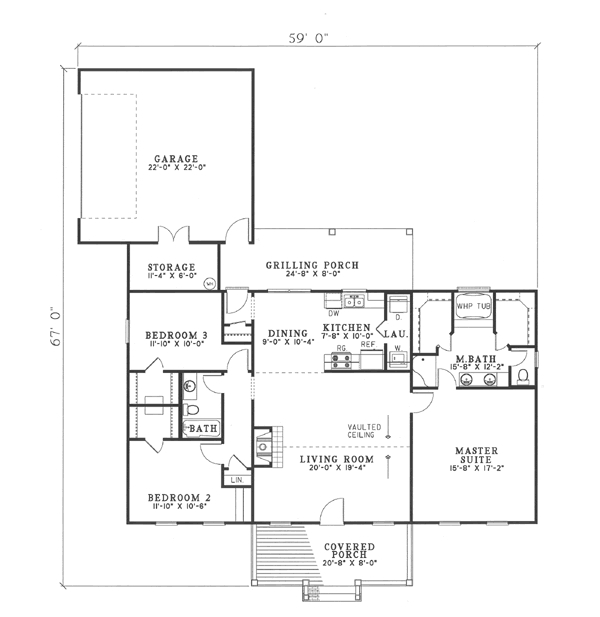 59' 0"
67' 0"
GARAGE
22'-0" X 22'-0"
STORAGE
11'-4" X 6'-0"
WH
GRILLING PORCH
24'-8" X 8'-0"
BEDROOM 3
11'-10" X 10'-0"
DINING
9'-0" X 10'-4"
DW
KITCHEN
7'-8" X 10'-0"
RG.
REF.
D.
LAU.
W.
WHP TUB
M.BATH
15'-8" X 12'-2"
BATH
VAULTED
CEILING
LIVING ROOM
20'-0" X 19'-4"
MASTER
SUITE
15'-8" X 17'-2"
LIN.
BEDROOM 2
11'-10" X 10'-6"
COVERED
PORCH
20'-8" X 8'-0"